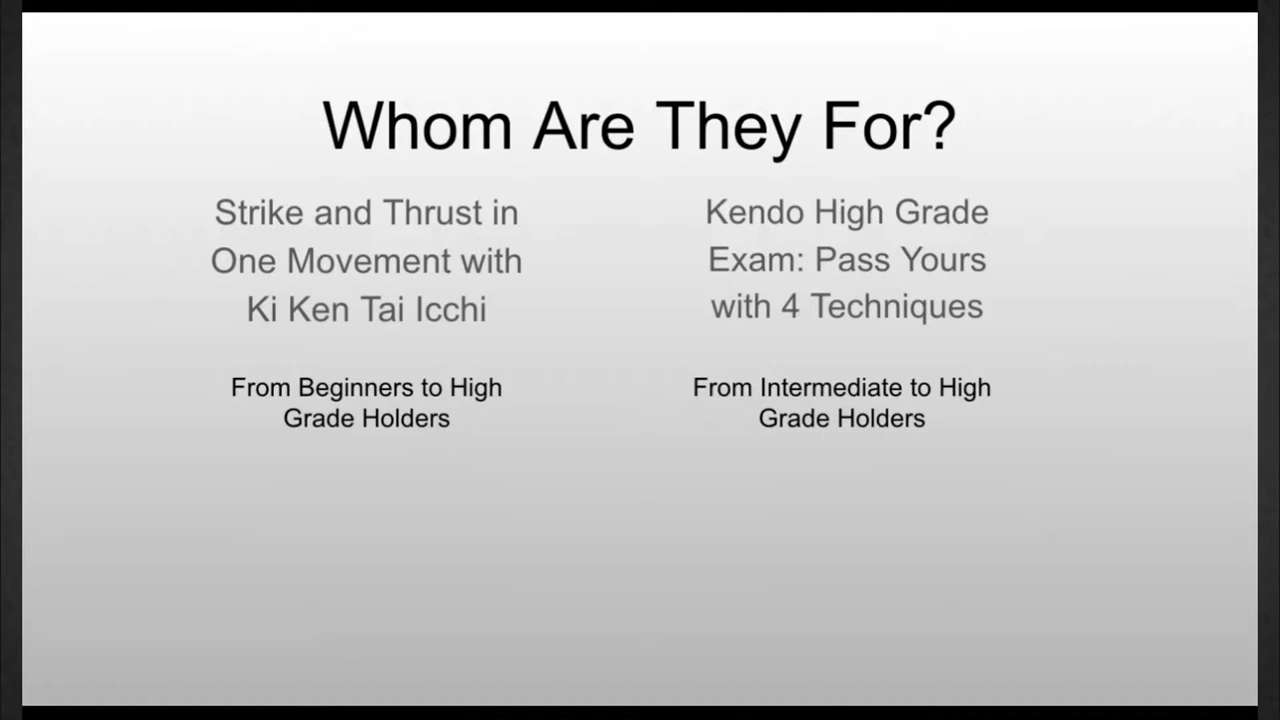 Whom Are They For?
Strike and Thrust in
One Movement with
Ki Ken Tai Icchi
From Beginners to High
Grade Holders
Kendo High Grade
Exam: Pass Yours
with 4 Techniques
From Intermediate to High
Grade Holders